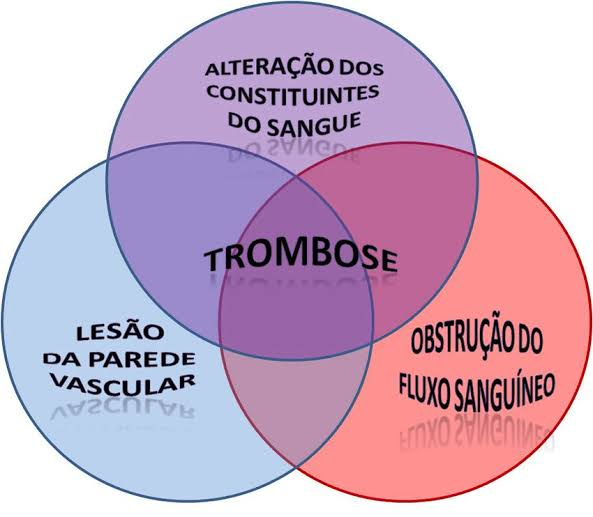 ALTERAÇÃO DOS
CONSTITUINTES
DO SANGUE
TROMBOSE
LESÃO
DA PAREDE
VASCULAR
OBSTRUÇÃO DO
FLUXO SANGUÍNEO